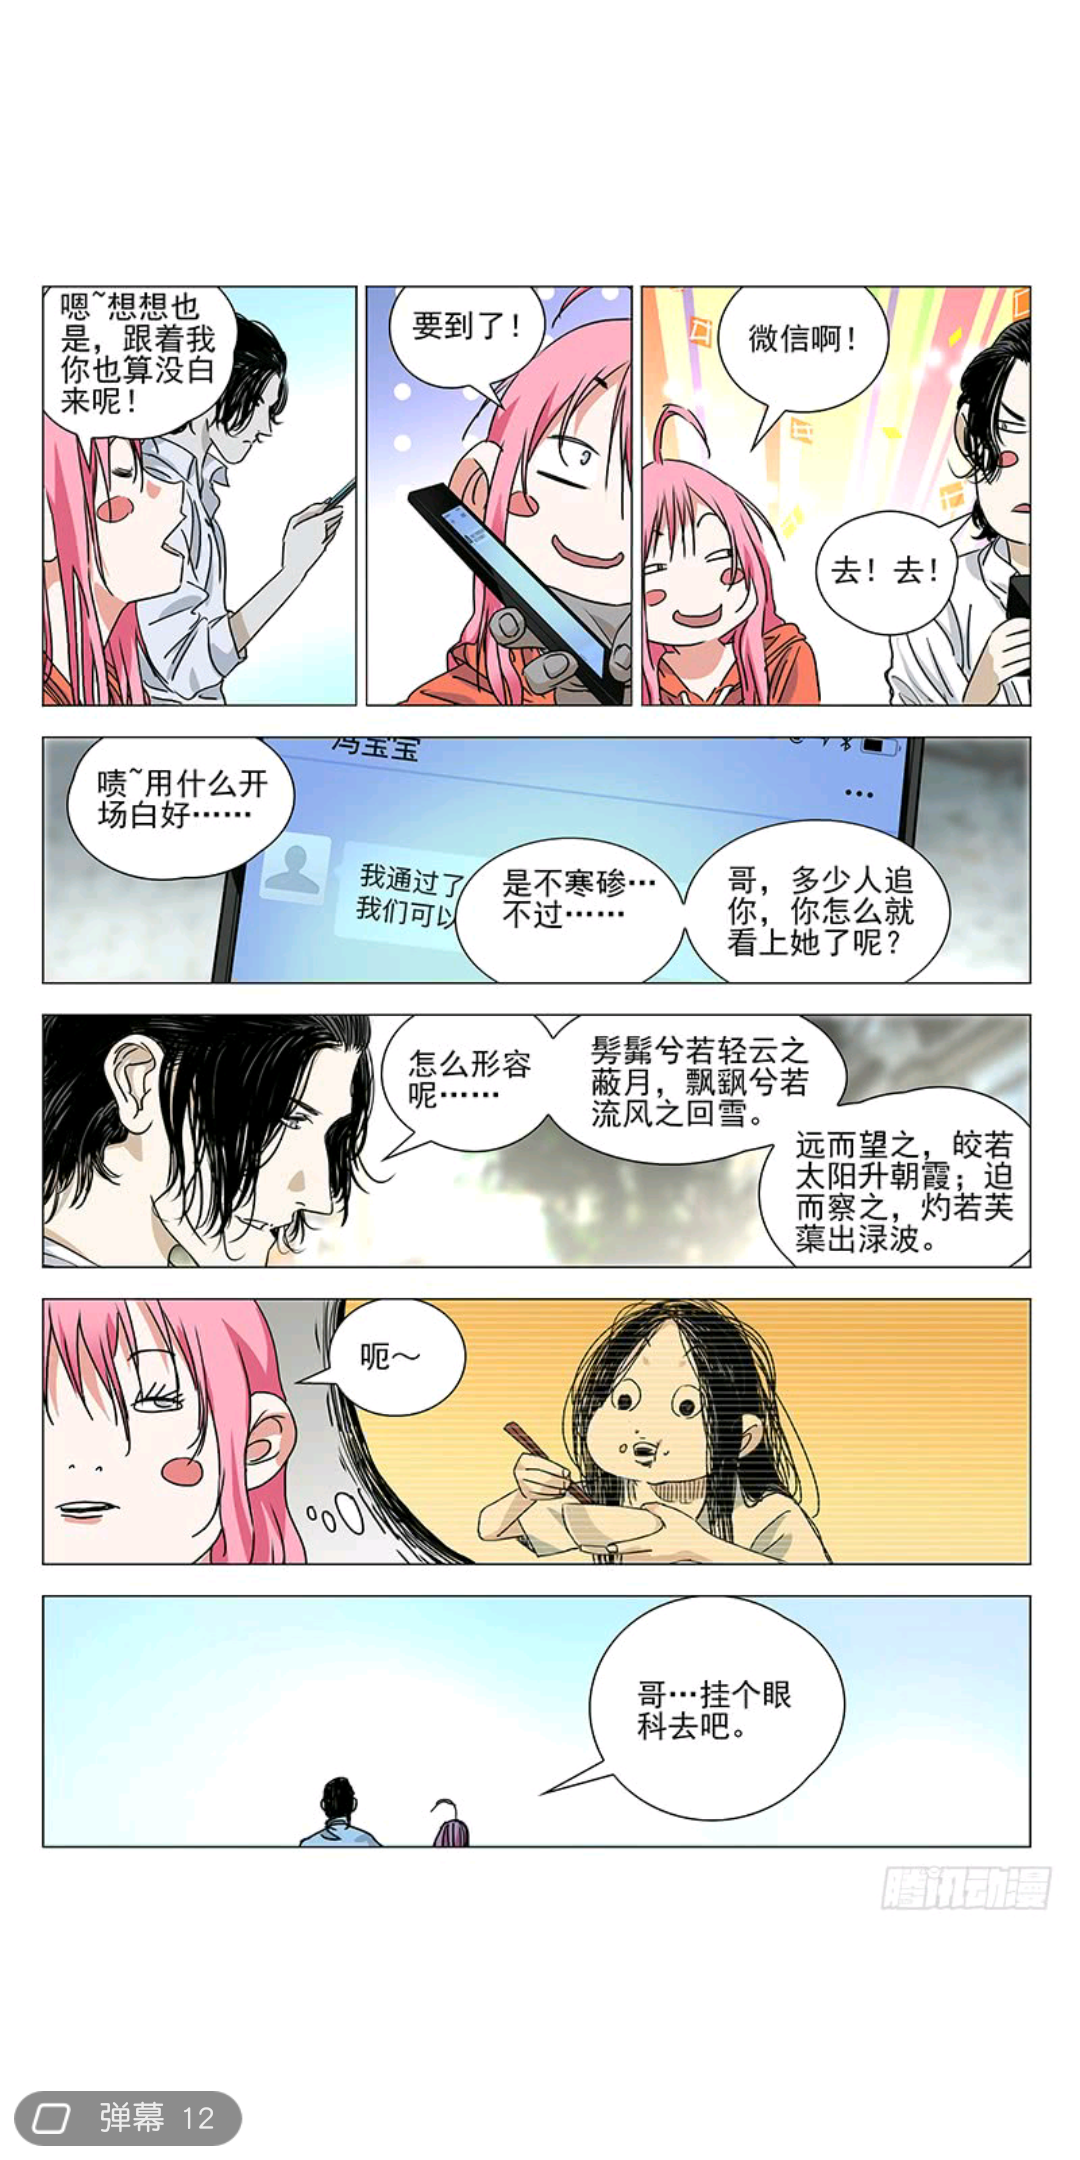 嗯~想想也
是，跟着我
你也算没白
来呢！
要到了！
微信啊！
去！去！
啧~用什么开
场白好……
冯宝宝
我通过了
我们可以
是不寒碜…
不过……
哥，多少人追
你，你怎么就
看上她了呢？
怎么形容
呢……
髣髴兮若轻云之
蔽月，飘飖兮若
流风之回雪。
远而望之，皎若
太阳升朝霞；迫
而察之，灼若芙
蕖出渌波。
呃～
哥…挂个眼
科去吧。
腾讯动漫
弹幕 12